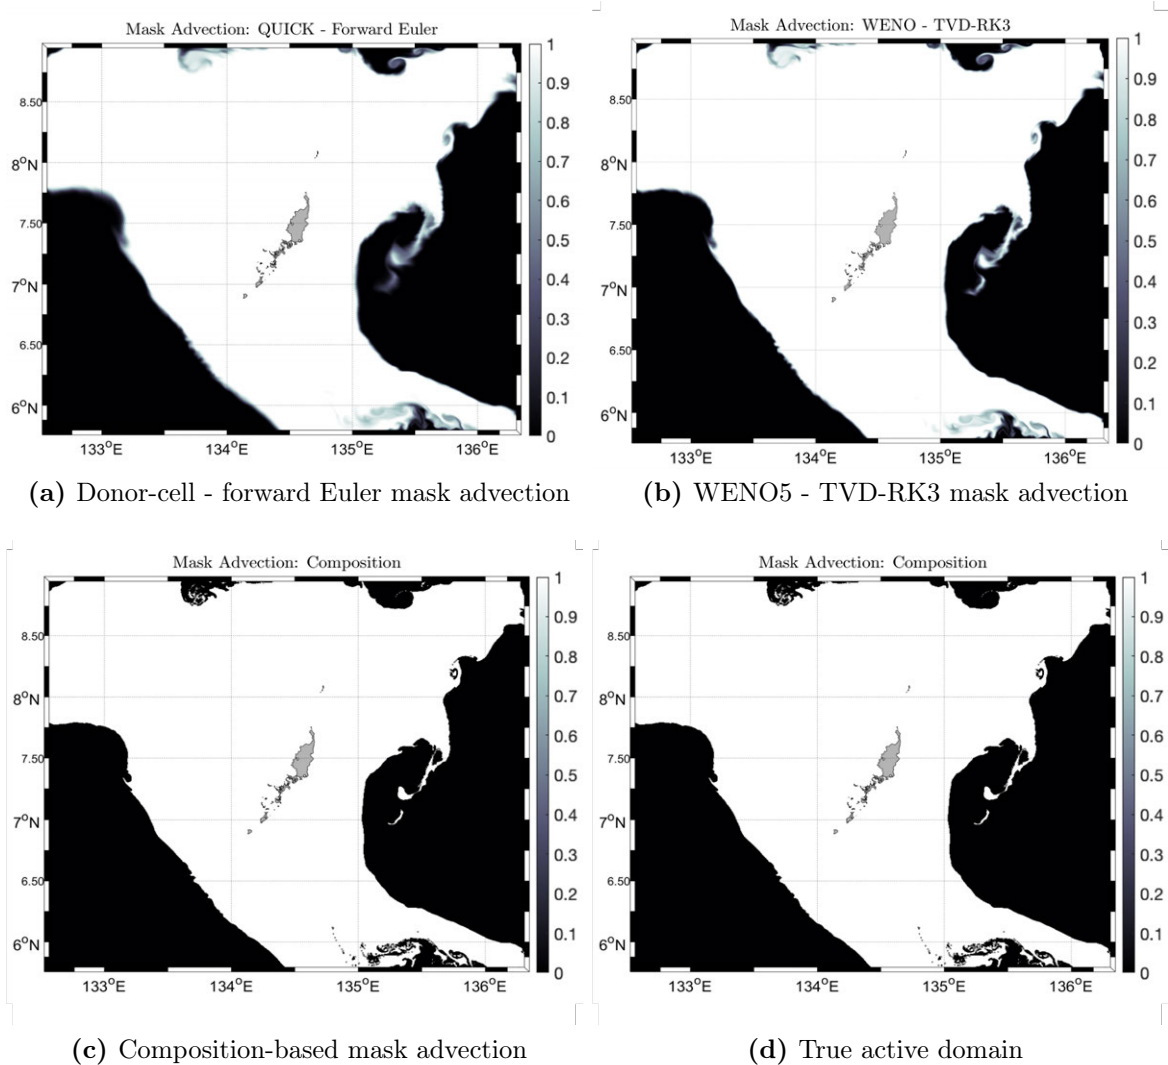 Mask Advection: QUICK - Forward Euler
1
0.9
0.8
0.7
0.6
0.5
0.4
0.3
0.2
0.1
0
8.50
8°N
7.50
7°N
6.50
6°N
133°E 134°E 135°E 136°E
(a) Donor-cell - forward Euler mask advection
Mask Advection: WENO - TVD-RK3
1
0.9
0.8
0.7
0.6
0.5
0.4
0.3
0.2
0.1
0
8.50
8°N
7.50
7°N
6.50
6°N
133°E 134°E 135°E 136°E
(b) WENO5 - TVD-RK3 mask advection
Mask Advection: Composition
1
0.9
0.8
0.7
0.6
0.5
0.4
0.3
0.2
0.1
0
8.50
8°N
7.50
7°N
6.50
6°N
133°E 134°E 135°E 136°E
(c) Composition-based mask advection
Mask Advection: Composition
1
0.9
0.8
0.7
0.6
0.5
0.4
0.3
0.2
0.1
0
8.50
8°N
7.50
7°N
6.50
6°N
133°E 134°E 135°E 136°E
(d) True active domain